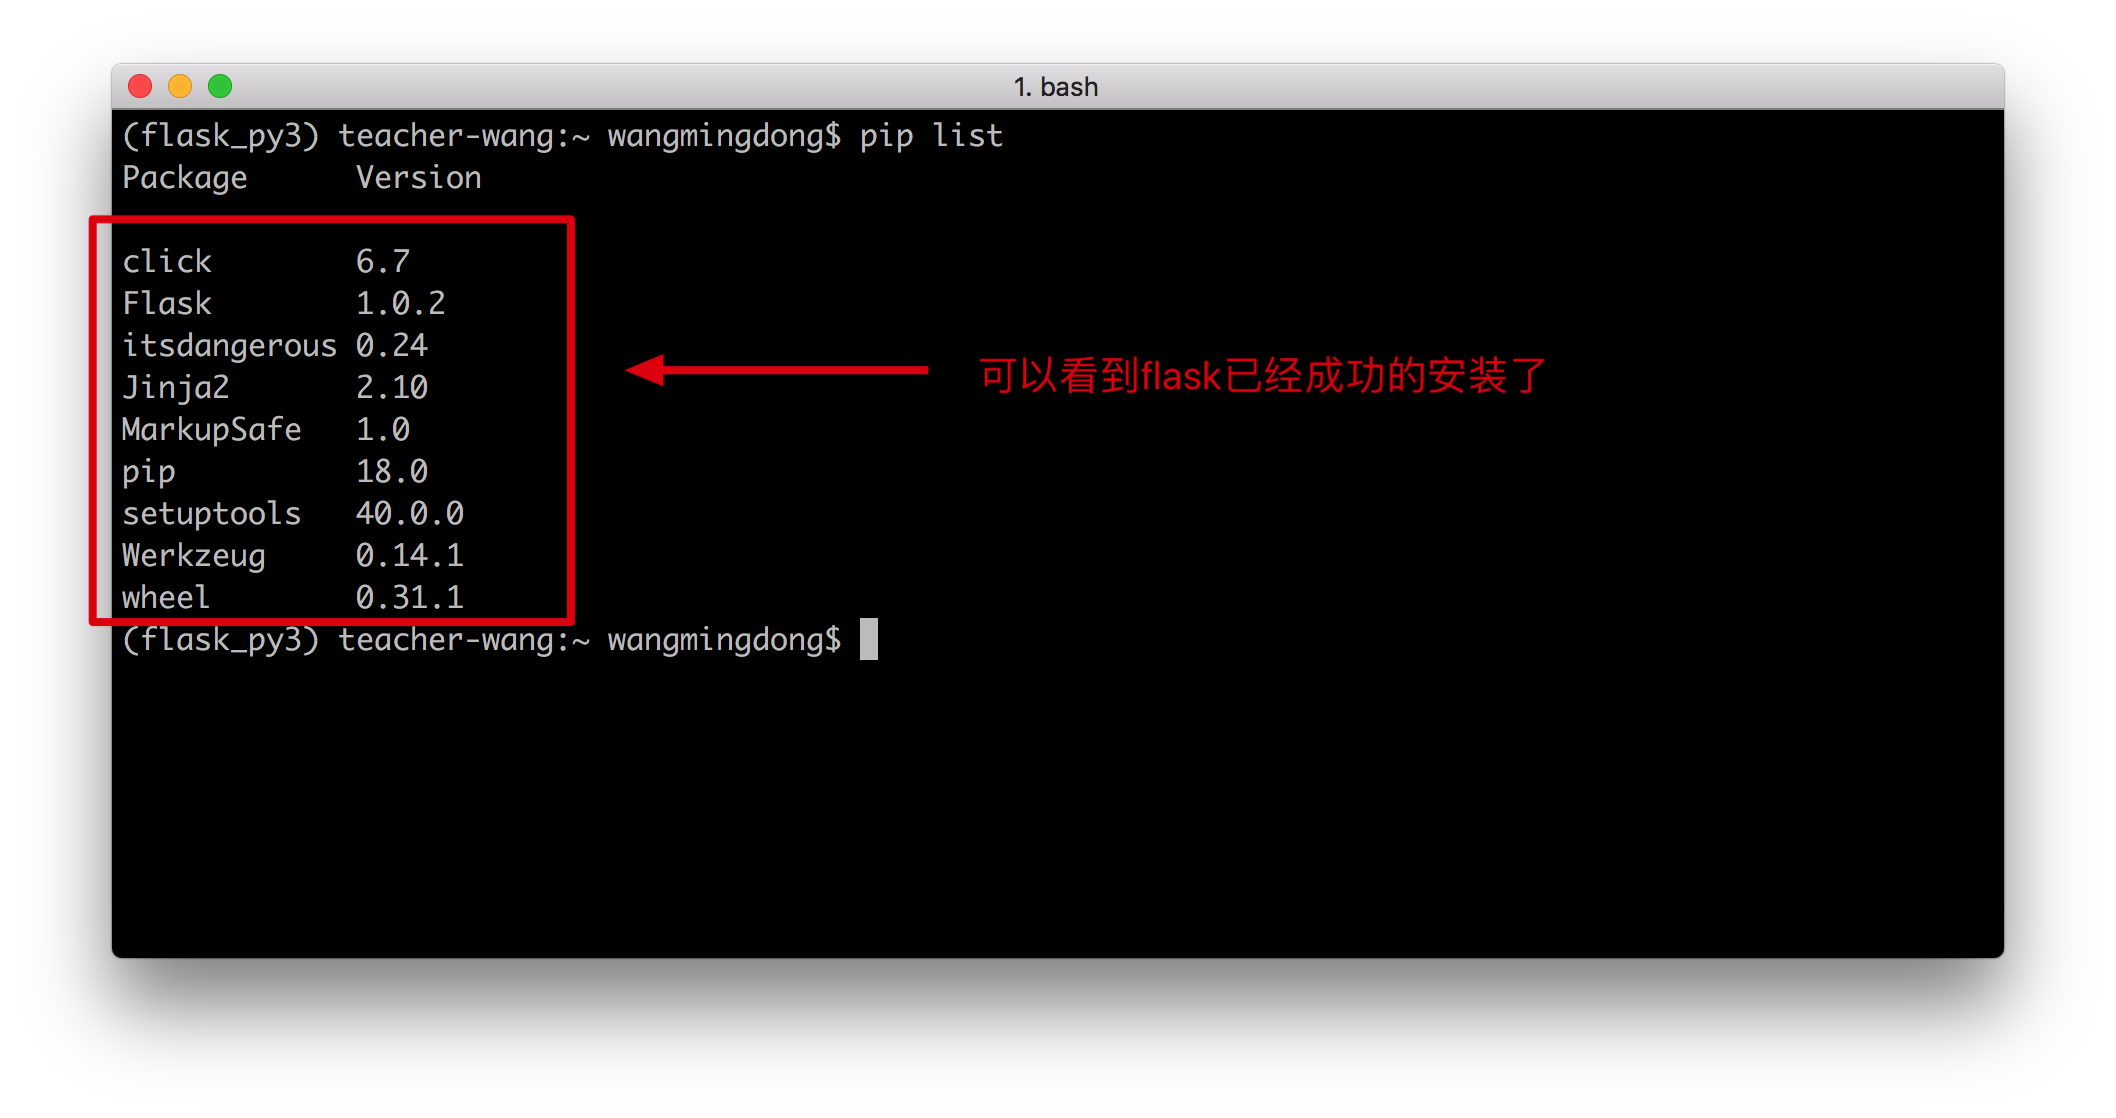 1. bash
(flask_py3) teacher-wang:~ wangmingdong$ pip list
Package      Version
click        6.7
Flask        1.0.2
itsdangerous 0.24
Jinja2       2.10
MarkupSafe   1.0
pip          18.0
setuptools   40.0.0
Werkzeug     0.14.1
wheel        0.31.1
(flask_py3) teacher-wang:~ wangmingdong$
可以看到flask已经成功的安装了